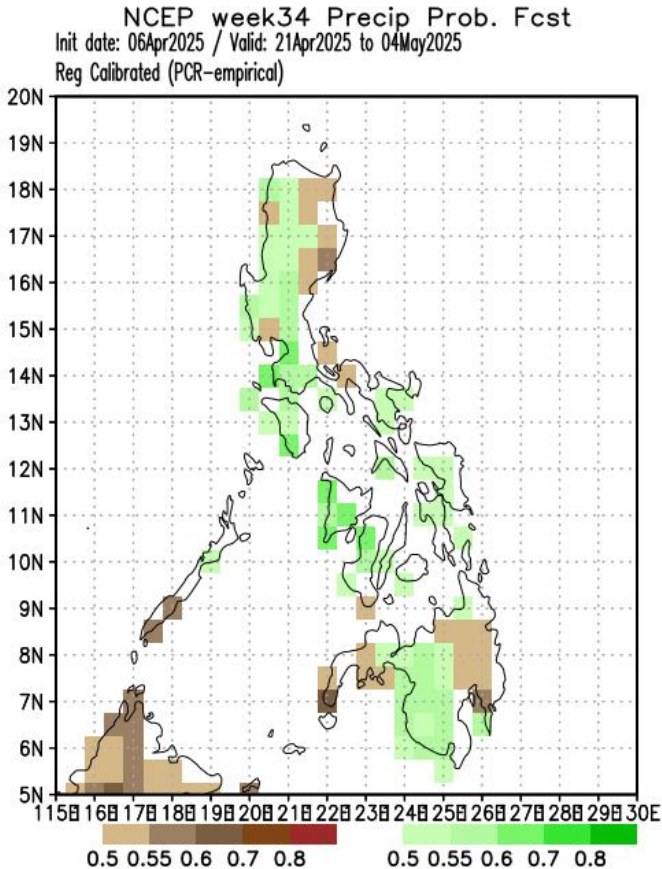 NCEP week34 Precip Prob. Fcst
Init date: 06Apr2025 / Valid: 21Apr2025 to 04May2025
Reg Calibrated (PCR-empirical)
20N
19N
18N
17N
16N
15N
14N
13N
12N
11N
10N
9N
8N
7N
6N
5N
115E 116E 117E 118E 119E 120E 121E 122E 123E 124E 125E 126E 127E 128E 129E 130E
0.5 0.55 0.6 0.7 0.8 0.5 0.55 0.6 0.7 0.8